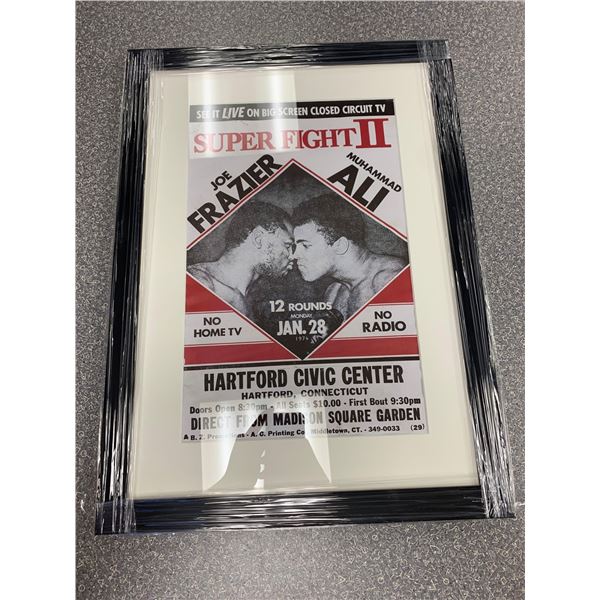 SEE IT LIVE ON BIG SCREEN CLOSED CIRCUIT TV
SUPER FIGHT II
JOE
FRAZIER
MUHAMMAD
ALI
12 ROUNDS
MONDAY
JAN. 28
1974
NO
HOME TV
NO
RADIO
HARTFORD CIVIC CENTER
HARTFORD, CONNECTICUT
Doors Open 8:30pm - All Seats $10.00 - First Bout 9:30pm
DIRECT FROM MADISON SQUARE GARDEN
A B. Z. Promotions - A. G. Printing Co. Middletown, CT. - 349-0033 (29)